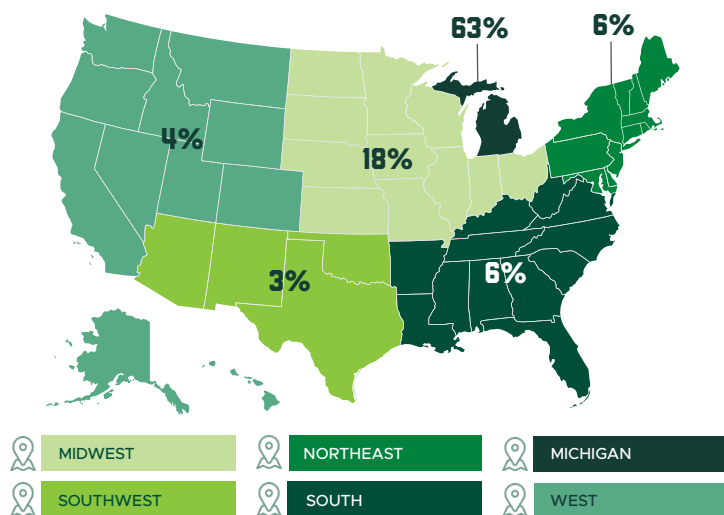 63%
6%
4%
18%
3%
6%
MIDWEST
NORTHEAST
MICHIGAN
SOUTHWEST
SOUTH
WEST